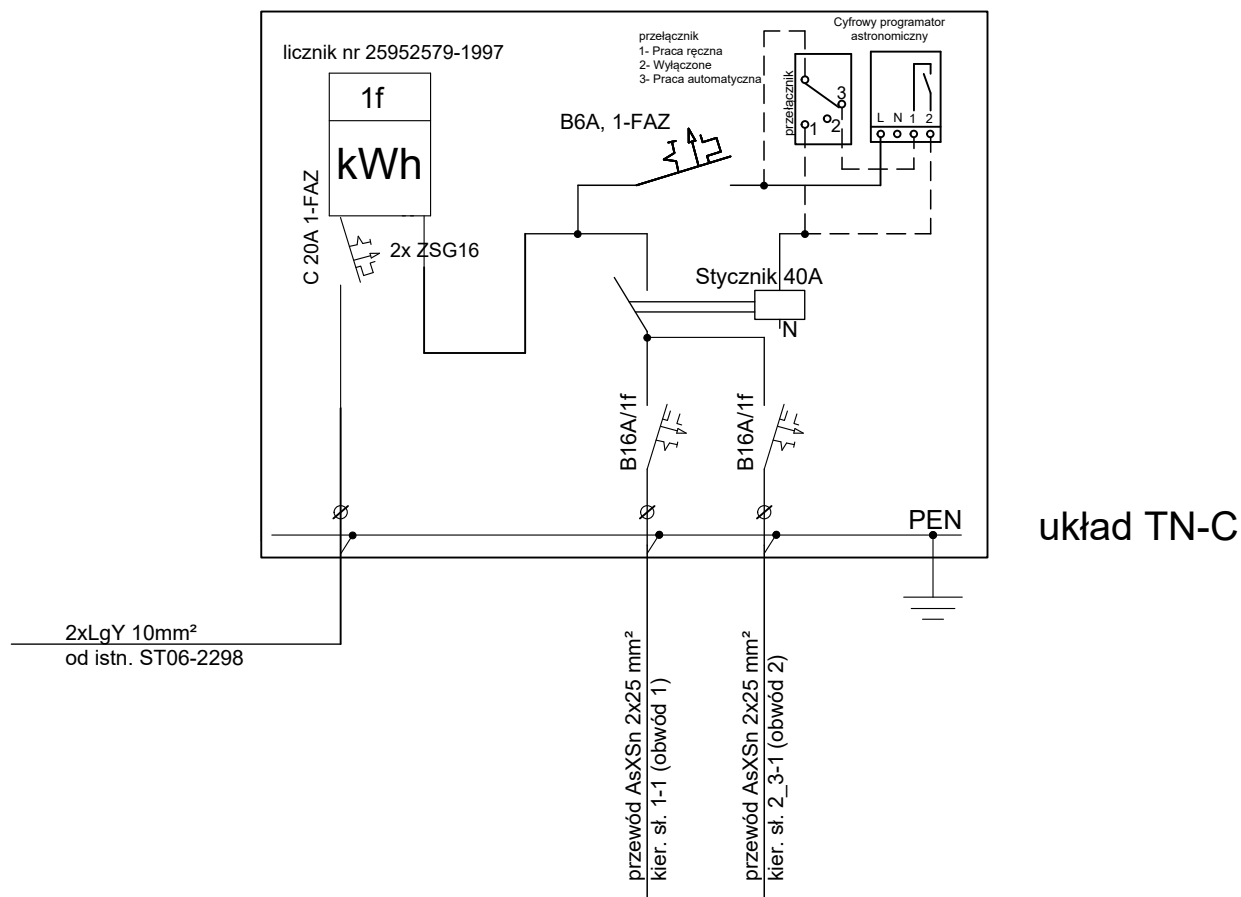 licznik nr 25952579-1997
1f
kWh
C 20A 1-FAZ
2x ZSG16
przełącznik
1- Praca ręczna
2- Wyłączone
3- Praca automatyczna
Cyfrowy programator
astronomiczny
przełącznik
3
2
1
L N 1 2
B6A, 1-FAZ
Stycznik 40A
N
B16A/1f
B16A/1f
PEN
układ TN-C
2xLgY 10mm²
od istn. ST06-2298
przewód AsXSn 2x25 mm²
kier. sł. 1-1 (obwód 1)
przewód AsXSn 2x25 mm²
kier. sł. 2_3-1 (obwód 2)